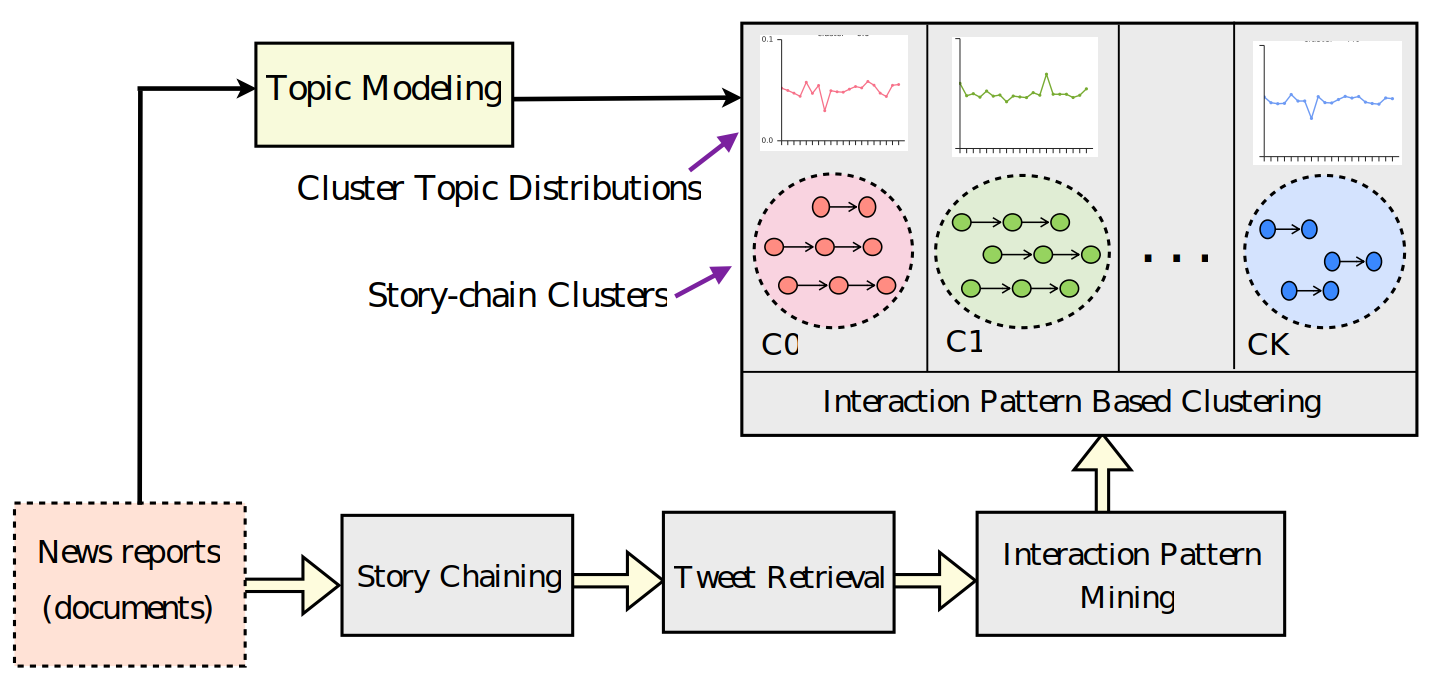 Topic Modeling
0.1
0.0
Cluster Topic Distributions
Story-chain Clusters
C0
C1
. . .
CK
Interaction Pattern Based Clustering
News reports
(documents)
Story Chaining
Tweet Retrieval
Interaction Pattern
Mining